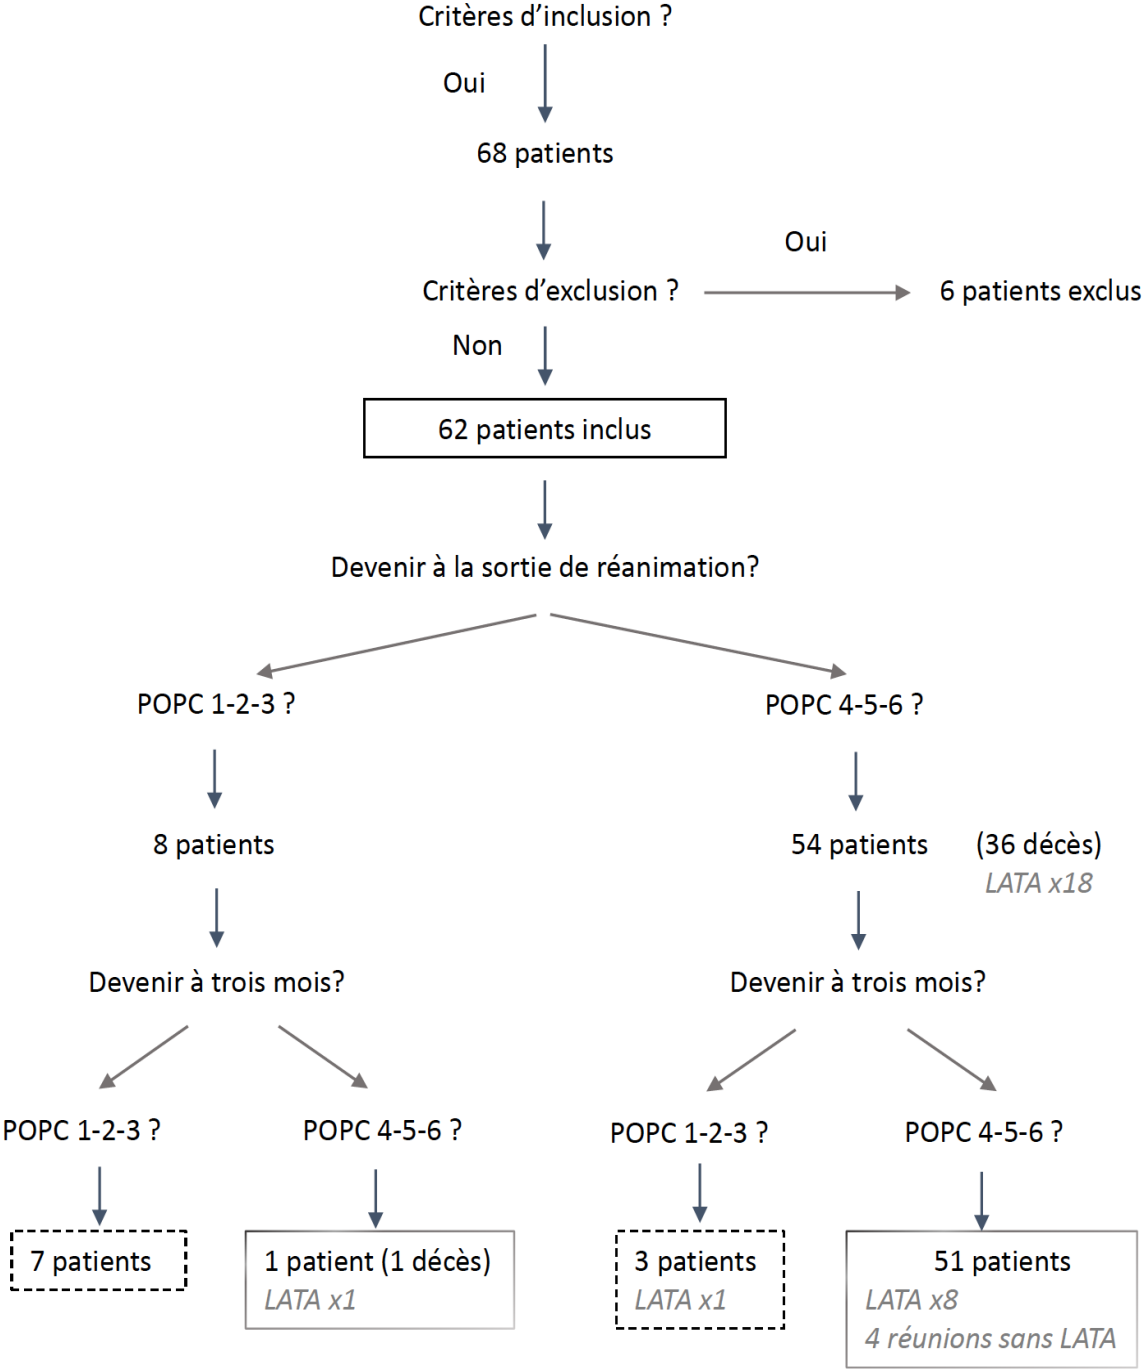 Critères d’inclusion ?
Oui
68 patients
Oui
Critères d’exclusion ?
6 patients exclus
Non
62 patients inclus
Devenir à la sortie de réanimation?
POPC 1-2-3 ?
POPC 4-5-6 ?
8 patients
54 patients
(36 décès)
LATA x18
Devenir à trois mois?
Devenir à trois mois?
POPC 1-2-3 ?
POPC 4-5-6 ?
POPC 1-2-3 ?
POPC 4-5-6 ?
7 patients
1 patient (1 décès)
LATA x1
3 patients
LATA x1
51 patients
LATA x8
4 réunions sans LATA